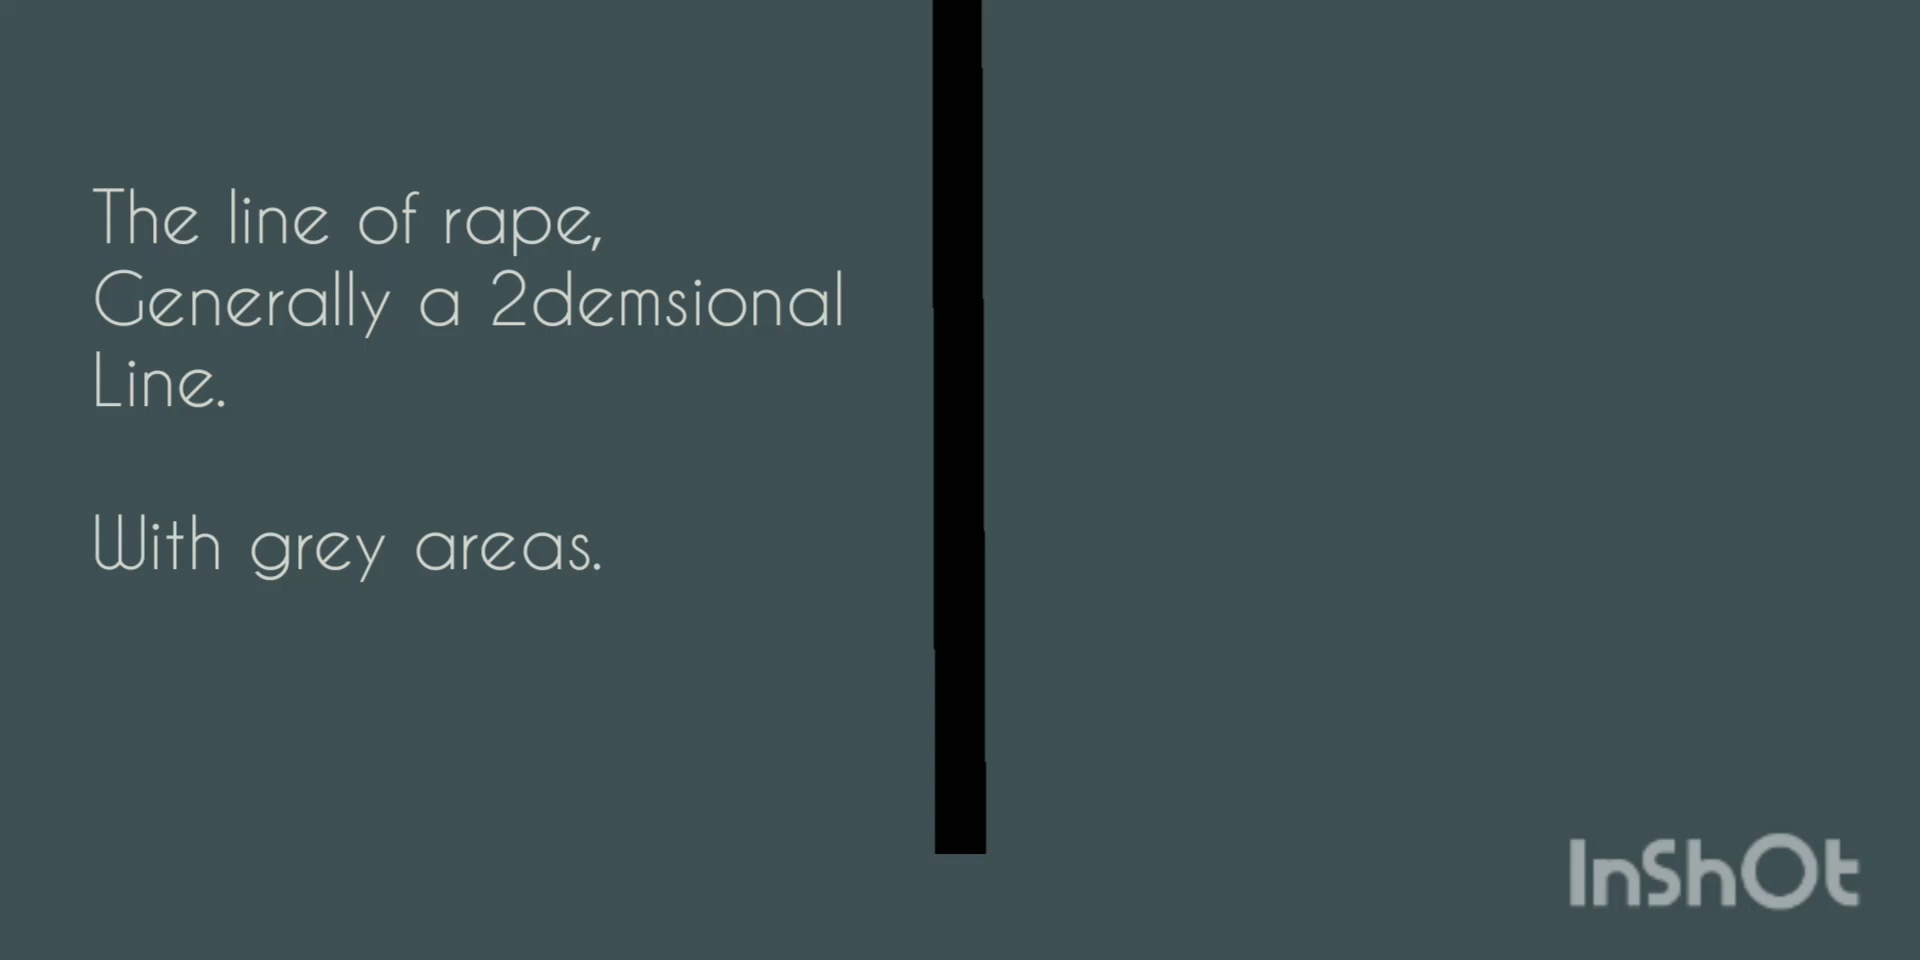 The line of rape,
Generally a 2demsional
Line.
With grey areas.
InShOt